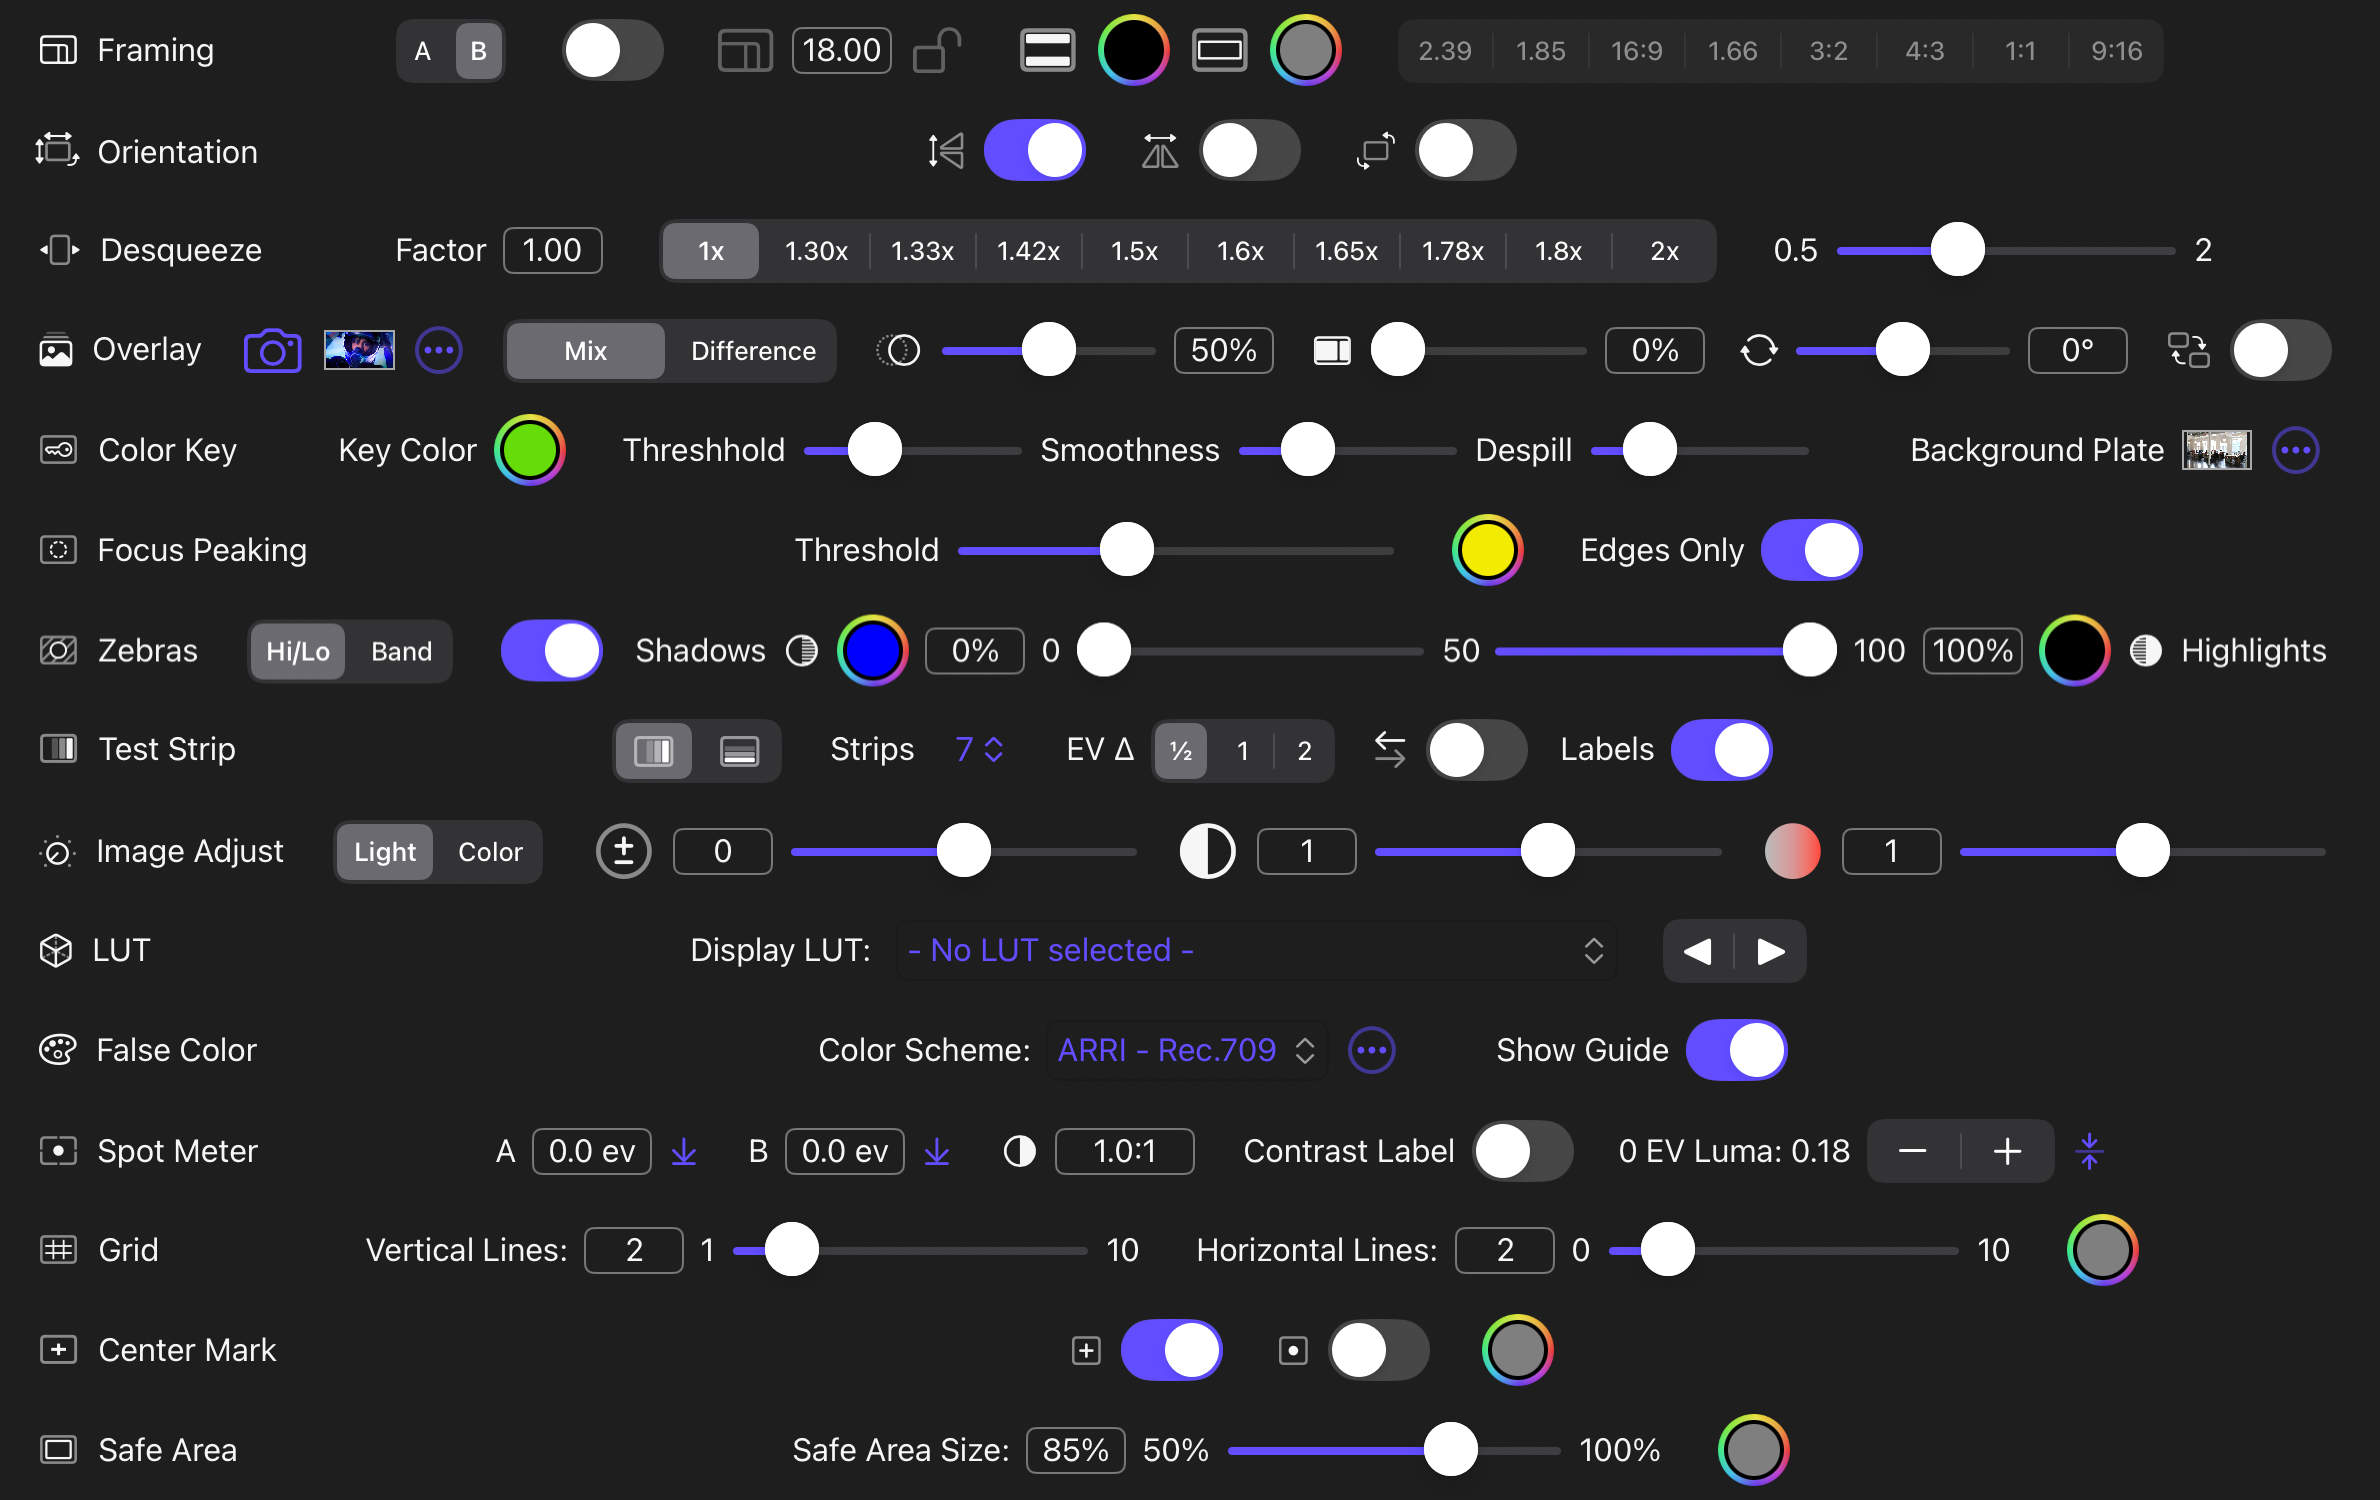 Framing A B 18.00 2.39 1.85 16:9 1.66 3:2 4:3 1:1 9:16
Orientation
Desqueeze Factor 1.00 1x 1.30x 1.33x 1.42x 1.5x 1.6x 1.65x 1.78x 1.8x 2x 0.5 2
Overlay Mix Difference 50% 0% 0°
Color Key Key Color Threshhold Smoothness Despill Background Plate
Focus Peaking Threshold Edges Only
Zebras Hi/Lo Band Shadows 0% 0 50 100 100% Highlights
Test Strip Strips 7 EV Δ ½ 1 2 Labels
Image Adjust Light Color 0 1 1
LUT Display LUT: - No LUT selected -
False Color Color Scheme: ARRI - Rec.709 Show Guide
Spot Meter A 0.0 ev B 0.0 ev 1.0:1 Contrast Label 0 EV Luma: 0.18 − +
Grid Vertical Lines: 2 1 10 Horizontal Lines: 2 0 10
Center Mark
Safe Area Safe Area Size: 85% 50% 100%